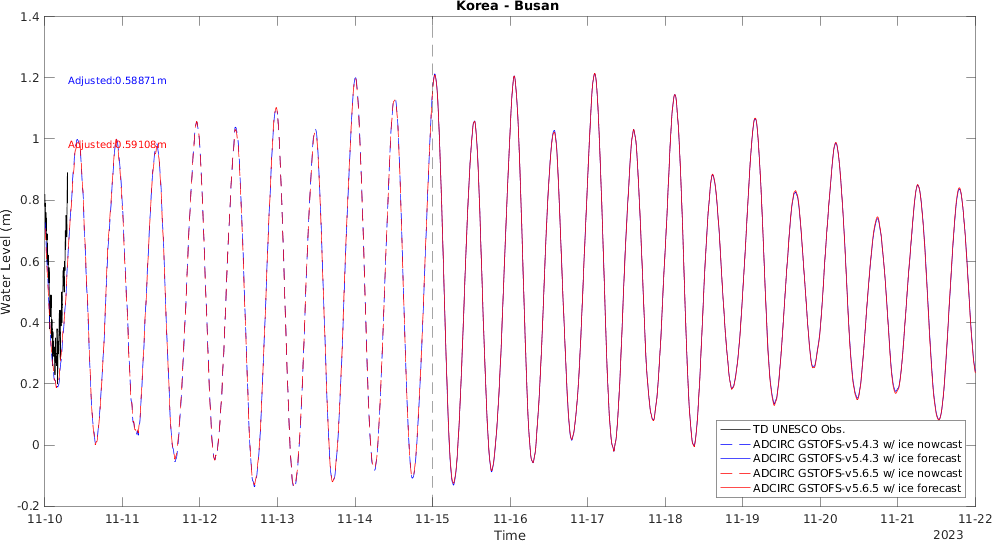 Korea - Busan
1.4
1.2
1
0.8
0.6
0.4
0.2
0
-0.2
Water Level (m)
Adjusted:0.58871m
Adjusted:0.59108m
TD UNESCO Obs.
ADCIRC GSTOFS-v5.4.3 w/ ice nowcast
ADCIRC GSTOFS-v5.4.3 w/ ice forecast
ADCIRC GSTOFS-v5.6.5 w/ ice nowcast
ADCIRC GSTOFS-v5.6.5 w/ ice forecast
11-10 11-11 11-12 11-13 11-14 11-15 11-16 11-17 11-18 11-19 11-20 11-21 11-22
Time
2023